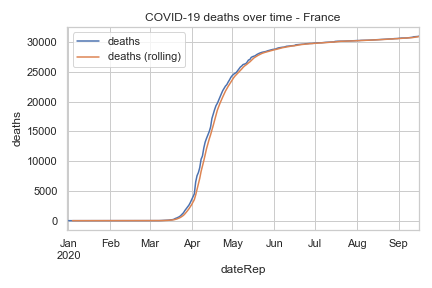 COVID-19 deaths over time - France
deaths
deaths (rolling)
30000
25000
20000
15000
10000
5000
0
deaths
Jan Feb Mar Apr May Jun Jul Aug Sep
2020
dateRep